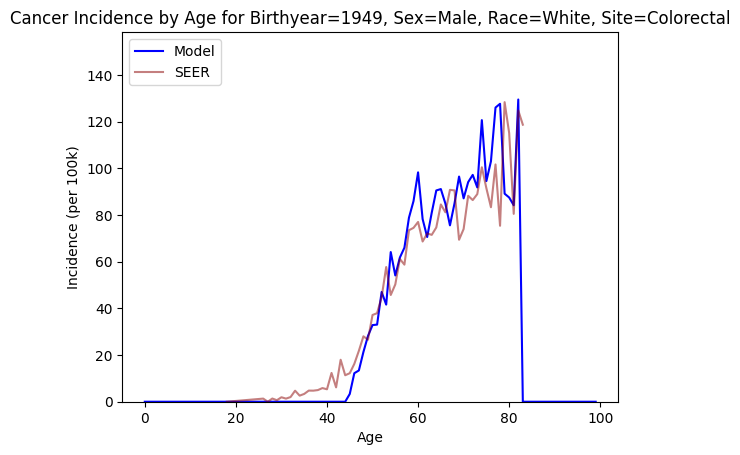 Cancer Incidence by Age for Birthyear=1949, Sex=Male, Race=White, Site=Colorectal
Model
SEER
140
120
100
80
60
40
20
0
Incidence (per 100k)
0 20 40 60 80 100
Age